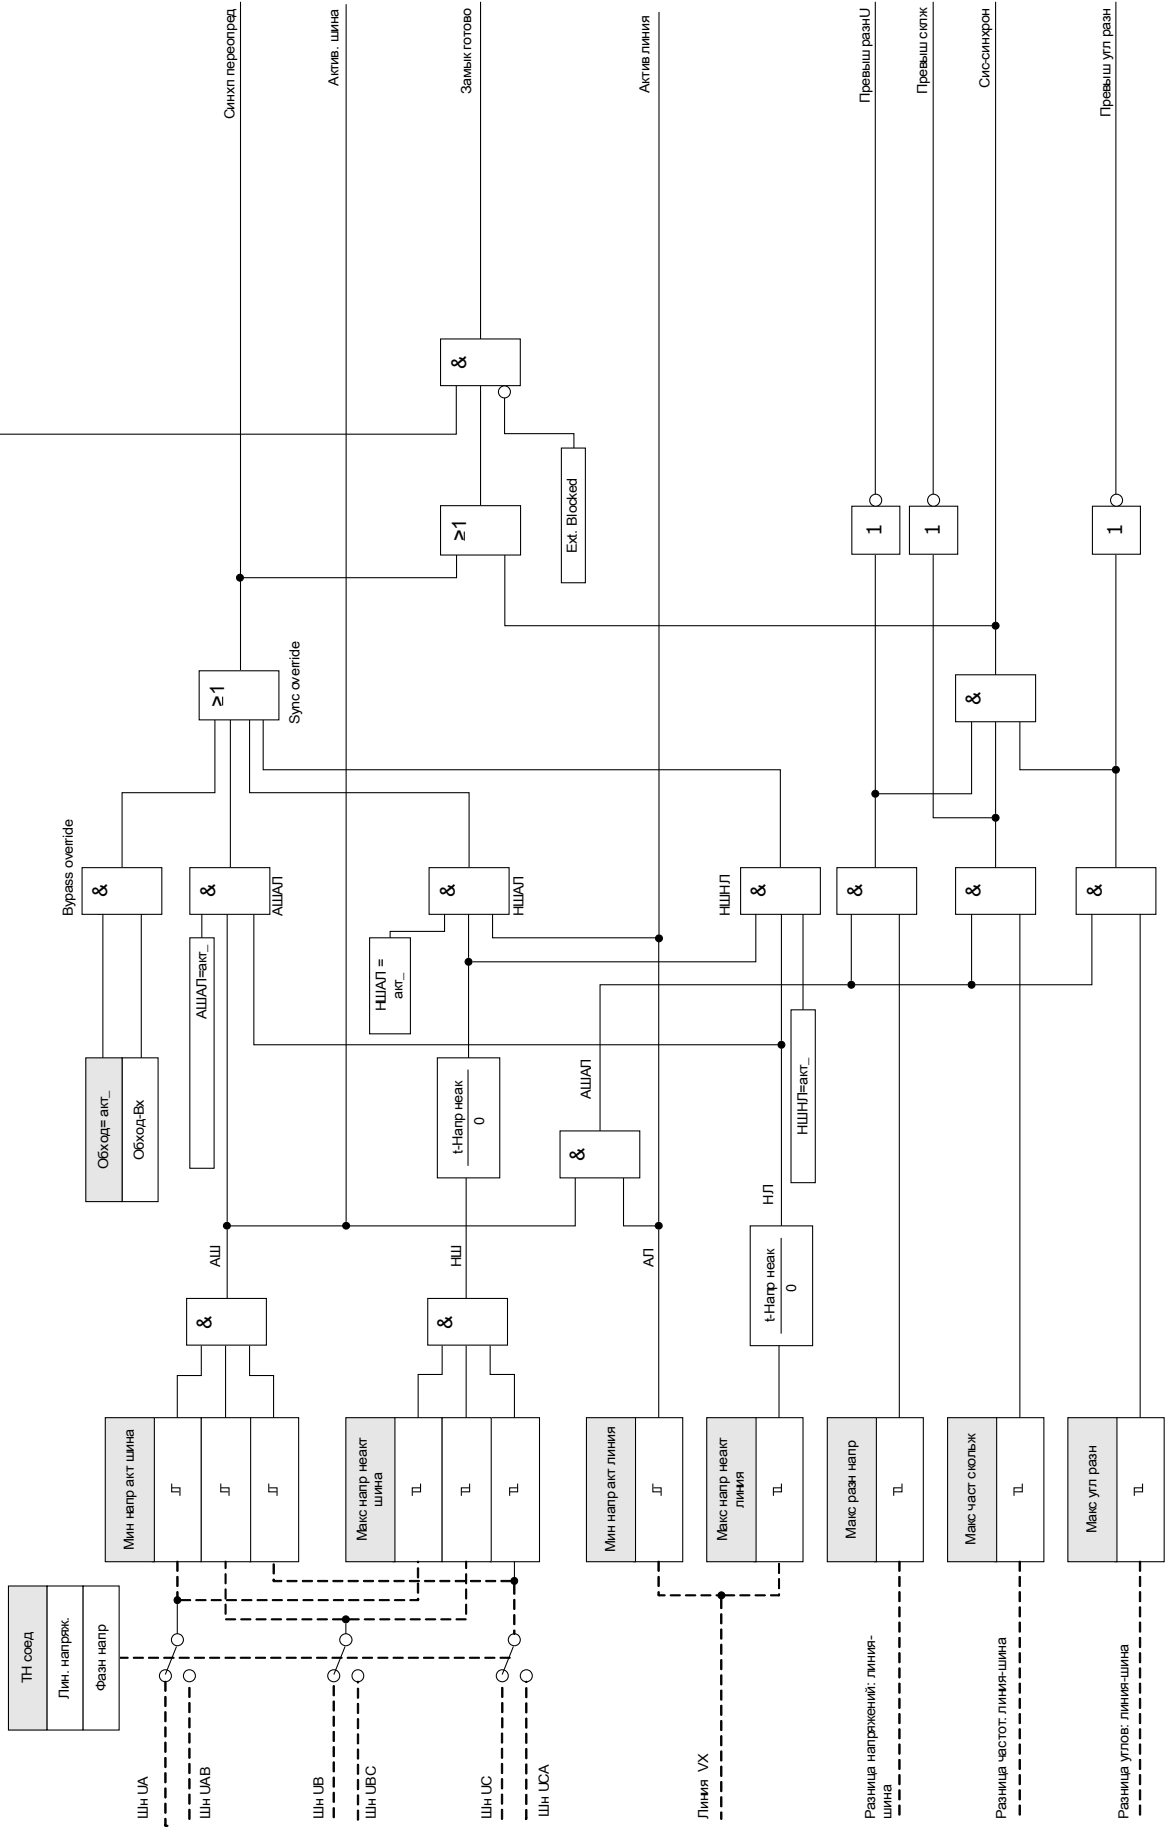 ТН соед
Лин. напряж.
Фазн напр
Шн UA
Шн UAB
Шн UB
Шн UBC
Шн UC
Шн UCA
Линия VX
Разница напряжений: линия-
шина
Разница частот: линия-шина
Разница углов: линия-шина
Мин напр акт шина
Макс напр неакт
шина
Мин напр акт линия
Макс напр неакт
линия
Макс разн напр
Макс част скольж
Макс угл разн
&
АШ
&
НШ
АЛ
t-Напр неак
0
НЛ
t-Напр неак
0
&
АШАЛ
Обход= акт_
Обход-Вх
АШАЛ=акт_
НШАЛ =
акт_
НШНЛ=акт_
Bypass override
&
&
АШАЛ
&
НШАЛ
НШНЛ
&
&
&
&
≥1
Sync override
&
≥1
Ext. Blocked
&
1
1
1
Синхп переопред
Актив. шина
Замык готово
Актив линия
Превыш разнU
Превыш склж
Сис-синхрон
Превыш угл разн